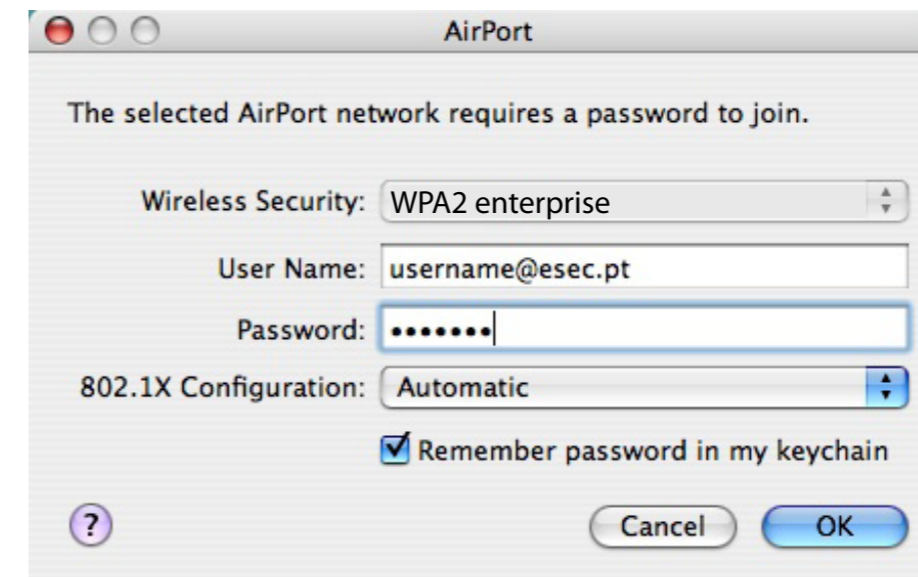 AirPort
The selected AirPort network requires a password to join.
Wireless Security: WPA2 enterprise
User Name: username@esec.pt
Password: •••••••
802.1X Configuration: Automatic
Remember password in my keychain
? Cancel OK